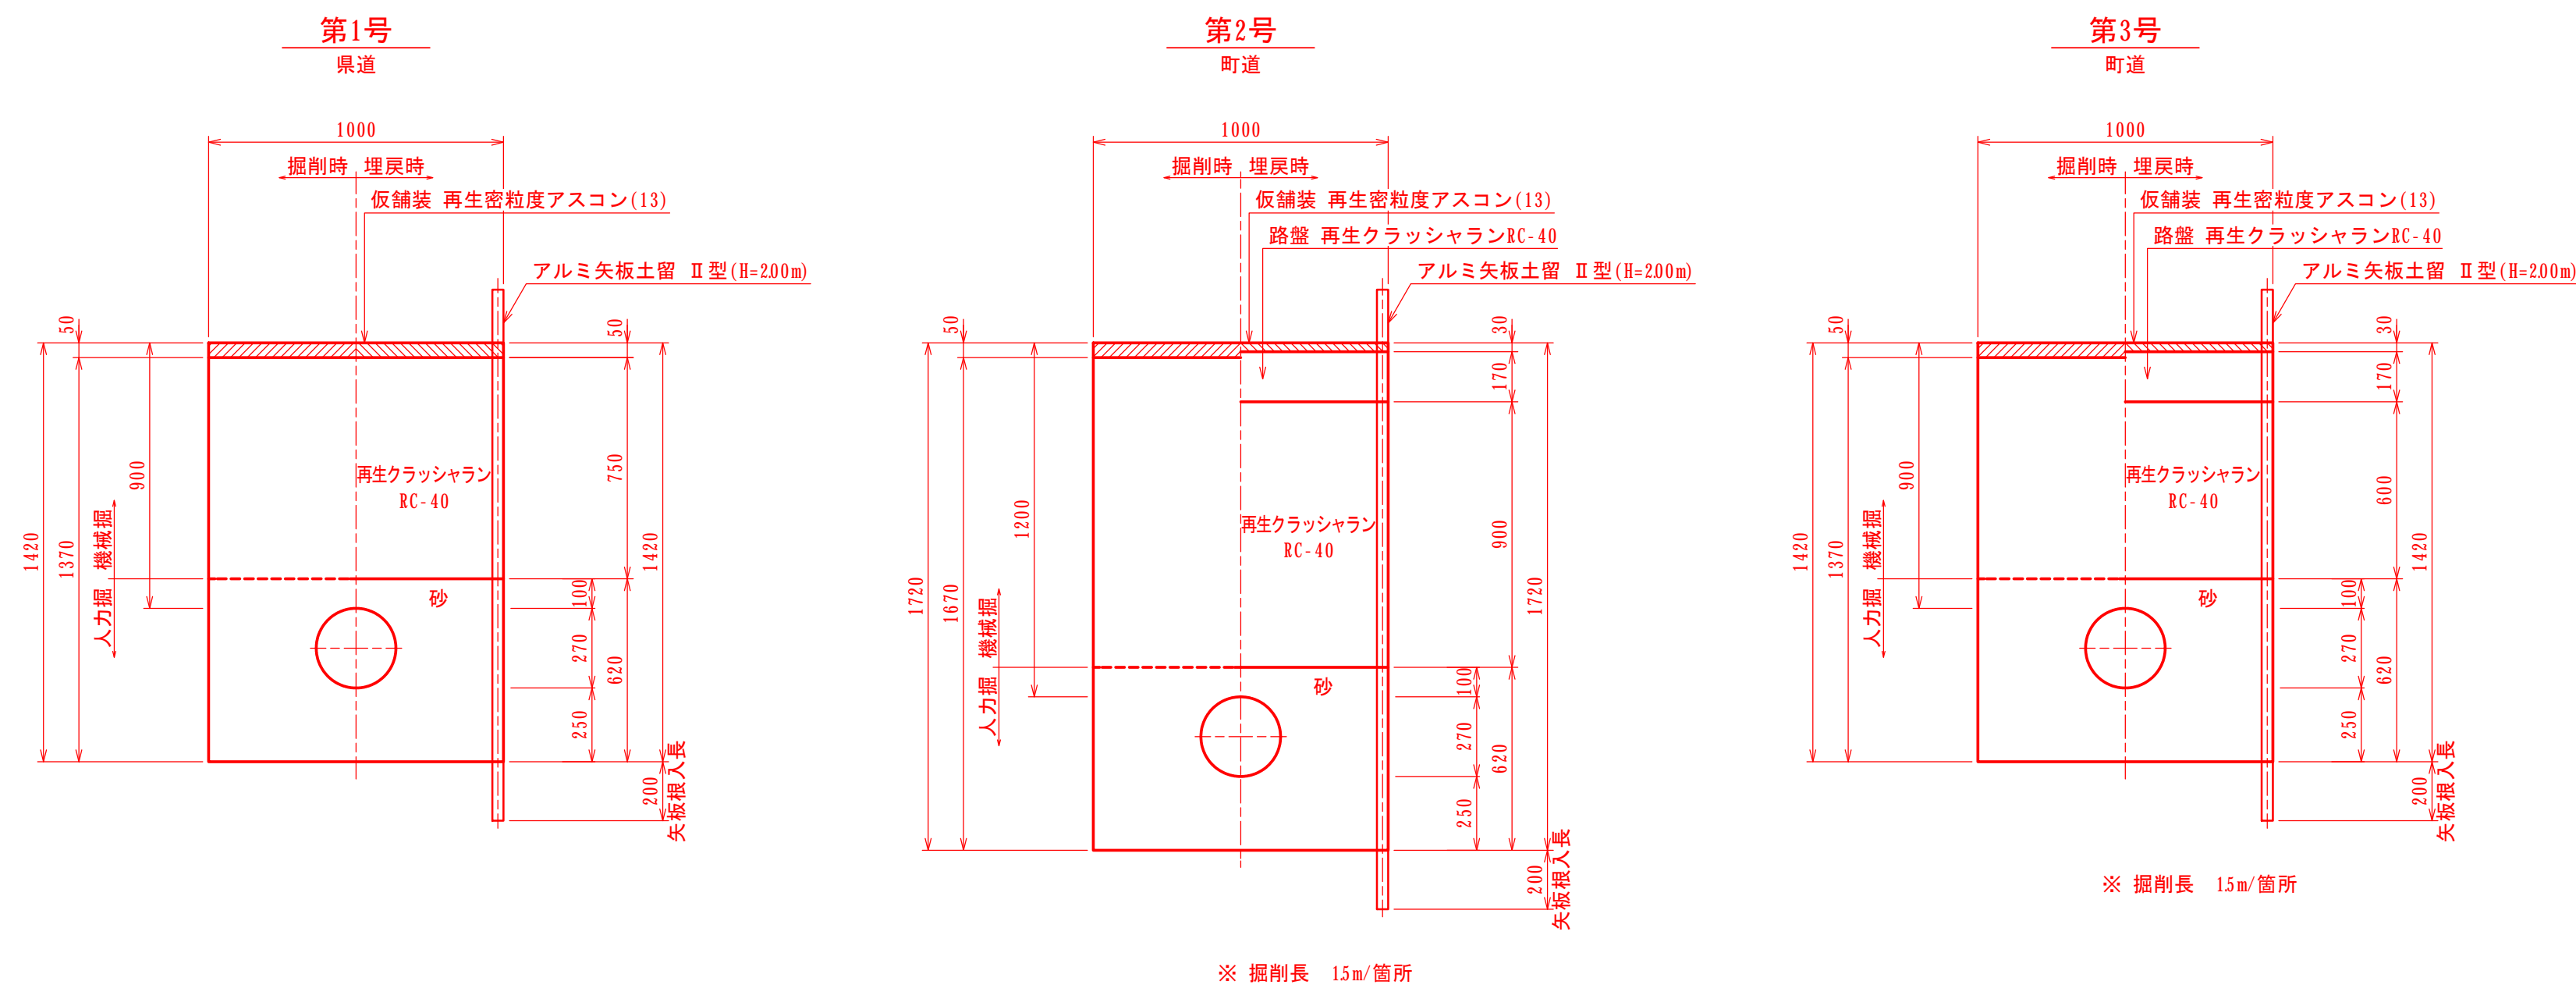 第1号
県道
1000
掘削時 埋戻時
仮舗装 再生密粒度アスコン(13)
アルミ矢板土留 Ⅱ型(H=2.00m)
50
50
900
750
再生クラッシャラン
RC-40
機械掘
人力掘
1420
1370
1420
砂
100
270
620
250
200
矢板根入長
第2号
町道
1000
掘削時 埋戻時
仮舗装 再生密粒度アスコン(13)
路盤 再生クラッシャランRC-40
アルミ矢板土留 Ⅱ型(H=2.00m)
50
30
170
1200
900
再生クラッシャラン
RC-40
機械掘
人力掘
1720
1670
1720
砂
100
270
620
250
200
矢板根入長
※ 掘削長 1.5m/箇所
第3号
町道
1000
掘削時 埋戻時
仮舗装 再生密粒度アスコン(13)
路盤 再生クラッシャランRC-40
アルミ矢板土留 Ⅱ型(H=2.00m)
50
30
170
900
600
再生クラッシャラン
RC-40
機械掘
人力掘
1420
1370
1420
砂
100
270
620
250
200
矢板根入長
※ 掘削長 1.5m/箇所